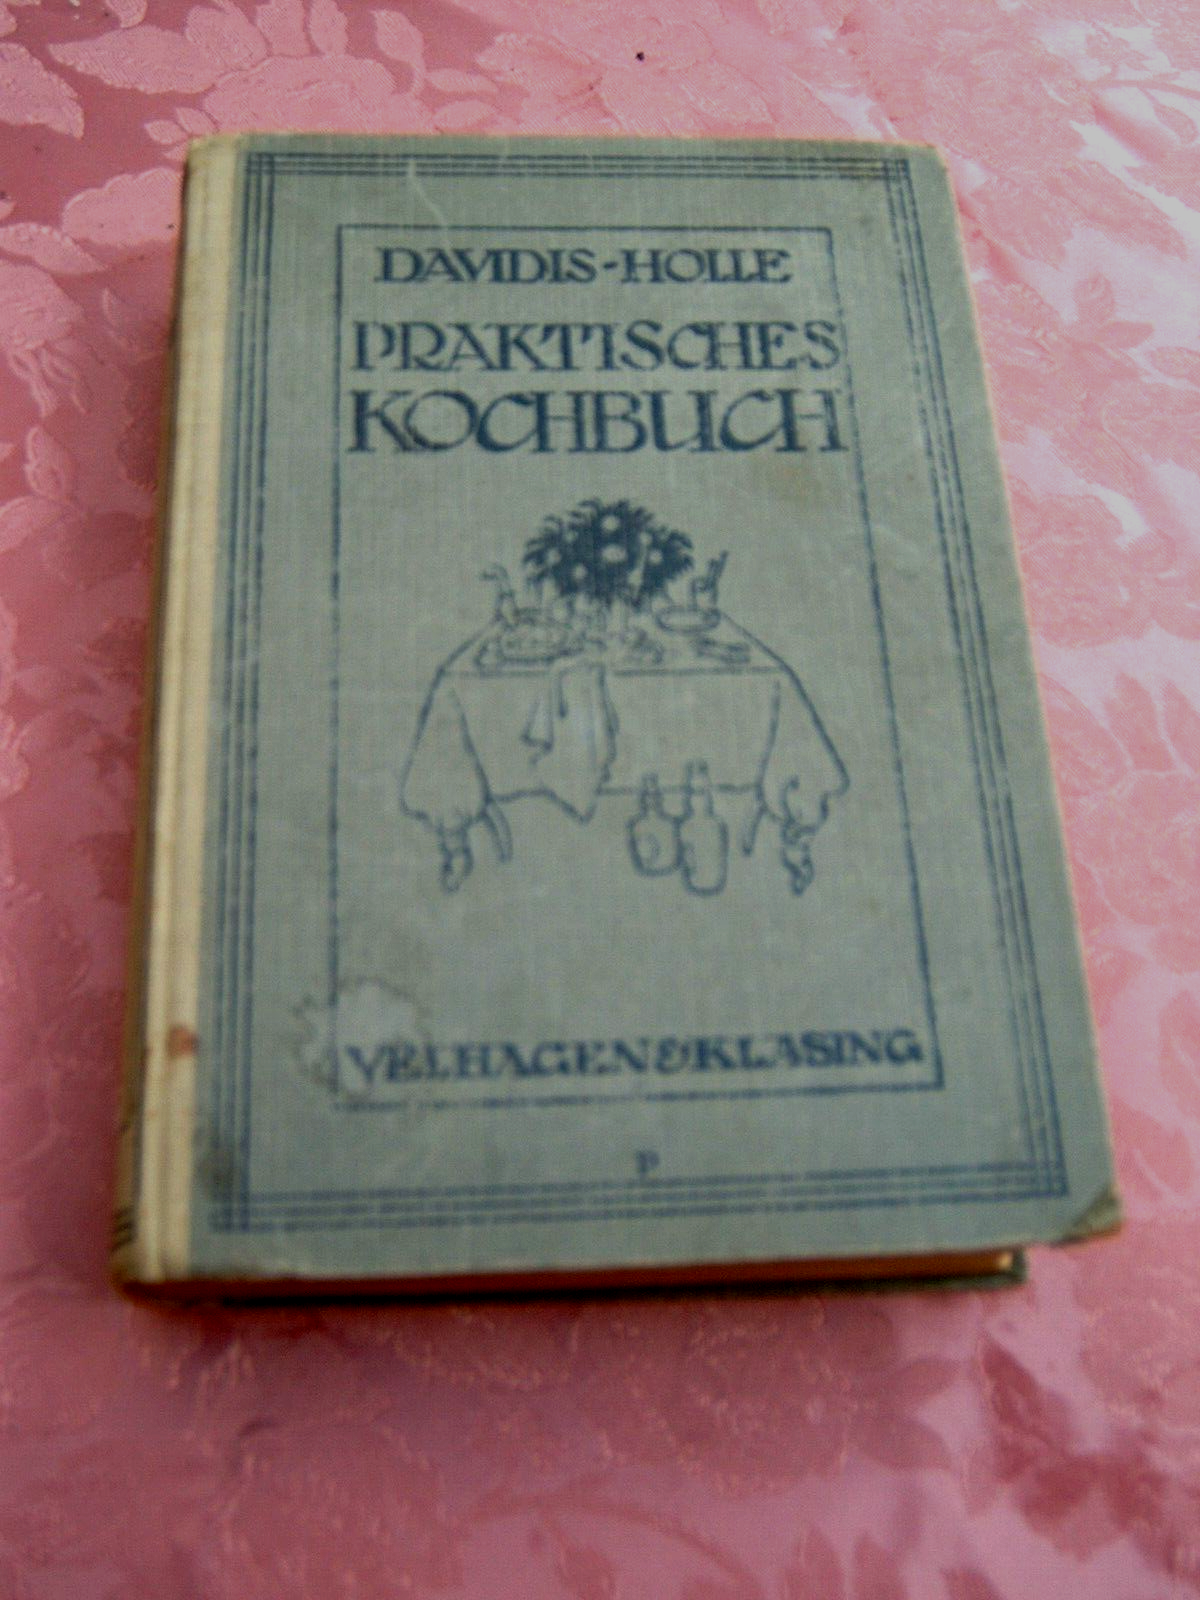 DAVIDIS-HOLLE
PRAKTISCHES
KOCHBUCH
VELHAGEN & KLASING
P